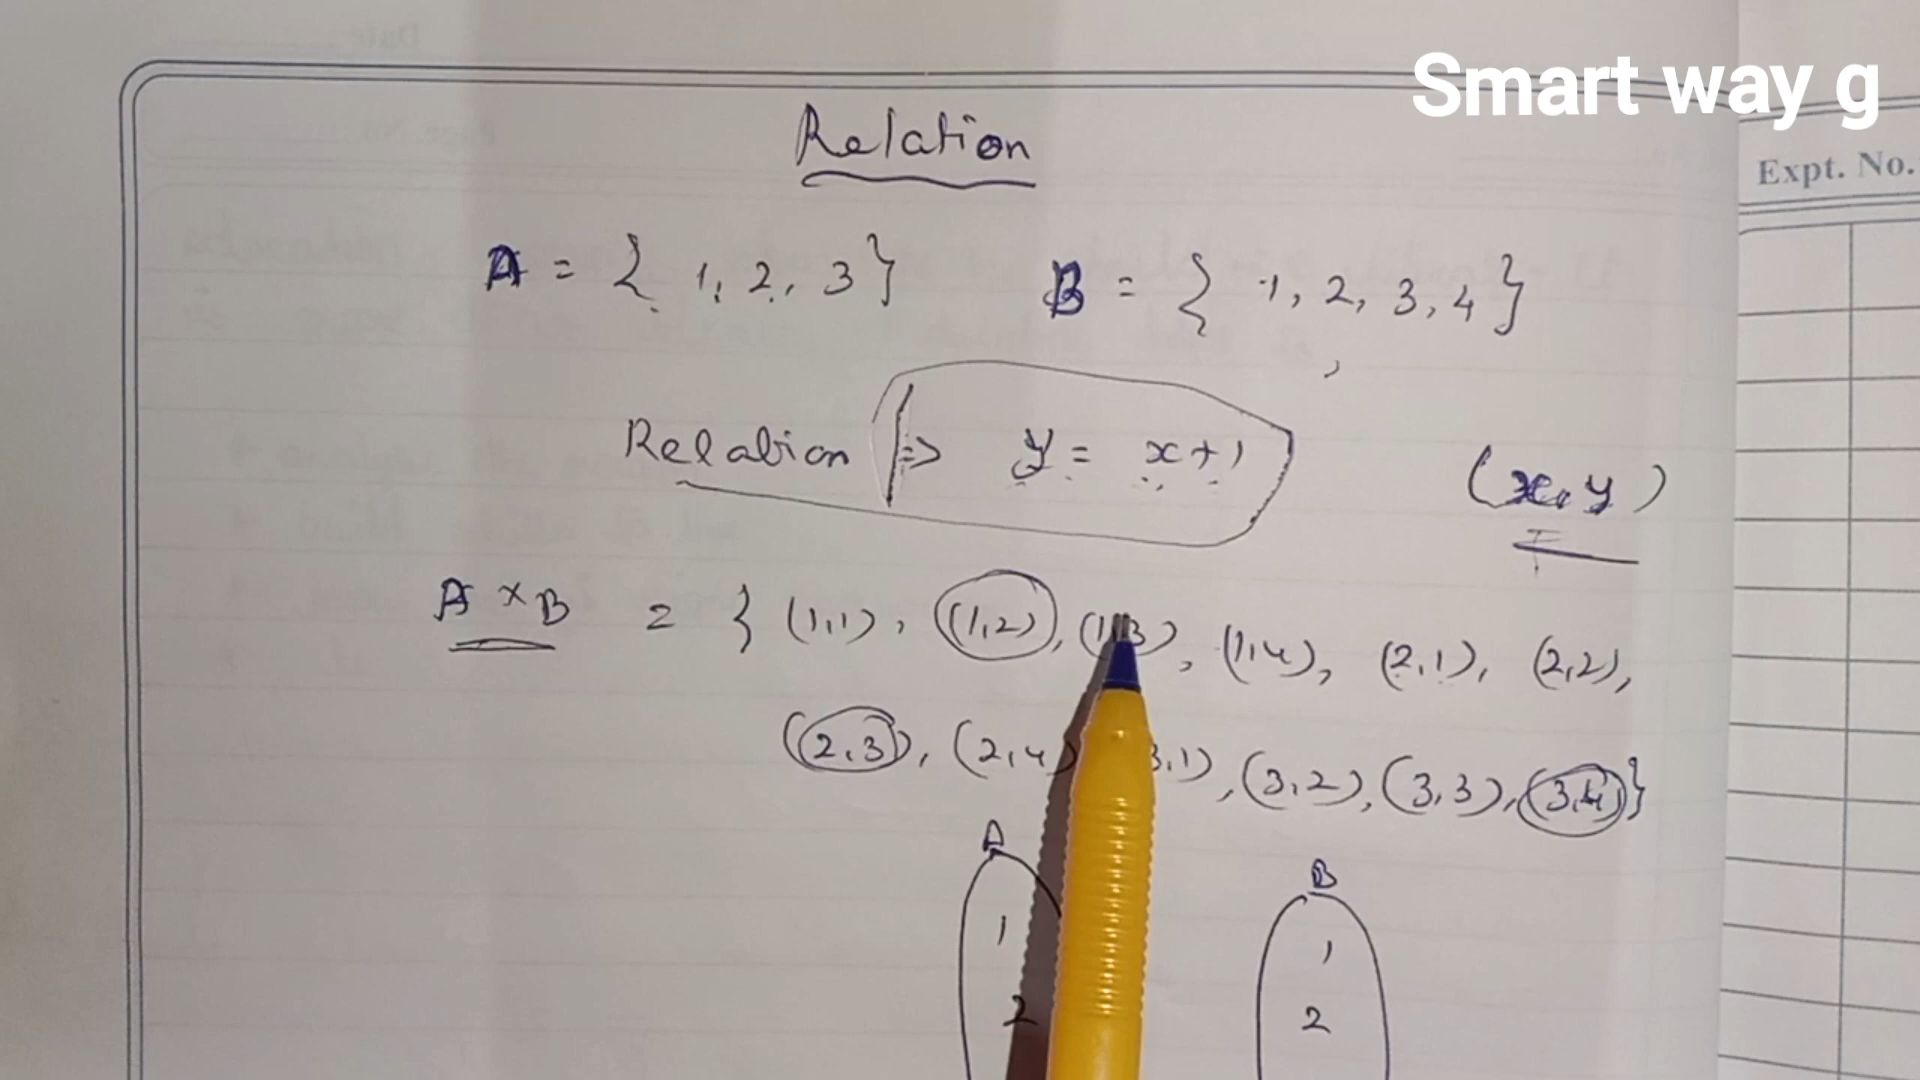 Smart way g
Expt. No.
Relation
A = { 1, 2, 3 } B = { 1, 2, 3, 4 }
Relation => y = x+1 (x, y)
A × B = { (1,1), (1,2), (1,3), (1,4), (2,1), (2,2),
(2,3), (2,4) 3,1), (3,2), (3,3), (3,4) }
A B
1 1
2 2